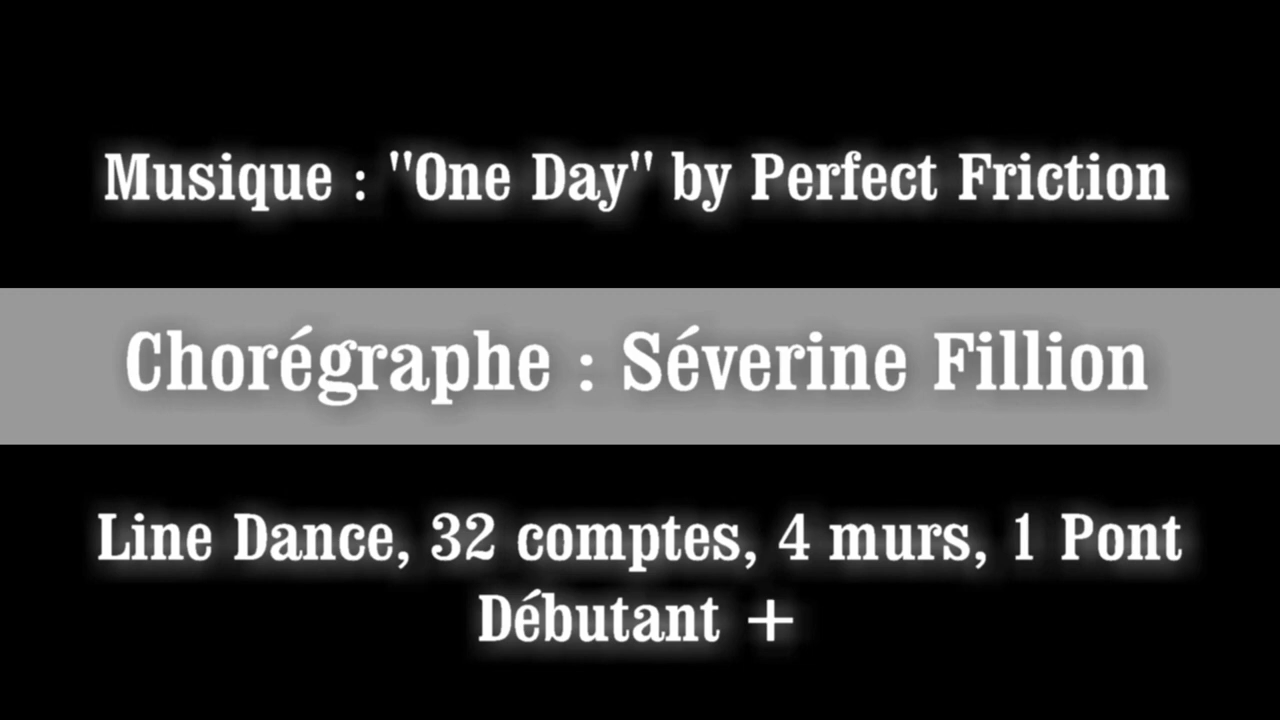 Musique : "One Day" by Perfect Friction
Chorégraphe : Séverine Fillion
Line Dance, 32 comptes, 4 murs, 1 Pont
Débutant +